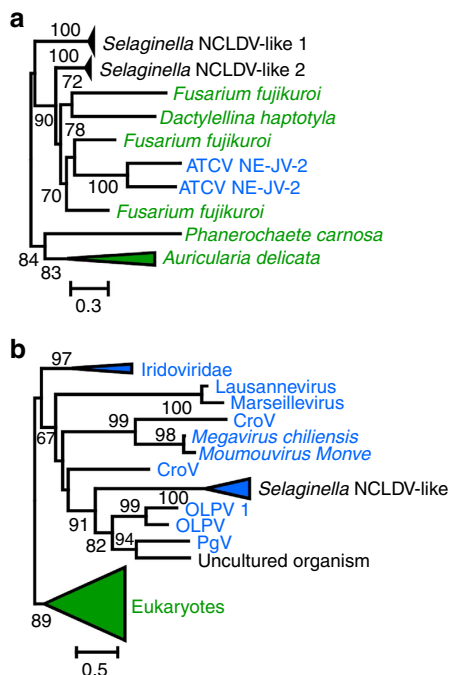 a
100
Selaginella NCLDV-like 1
100
Selaginella NCLDV-like 2
72
Fusarium fujikuroi
90
Dactylellina haptotyla
78
Fusarium fujikuroi
ATCV NE-JV-2
100
ATCV NE-JV-2
70
Fusarium fujikuroi
Phanerochaete carnosa
84
83
Auricularia delicata
0.3
b
97
Iridoviridae
Lausannevirus
100
Marseillevirus
99
CroV
67
98
Megavirus chiliensis
Moumouvirus Monve
CroV
100
Selaginella NCLDV-like
91
99
OLPV 1
OLPV
82
94
PgV
Uncultured organism
Eukaryotes
89
0.5